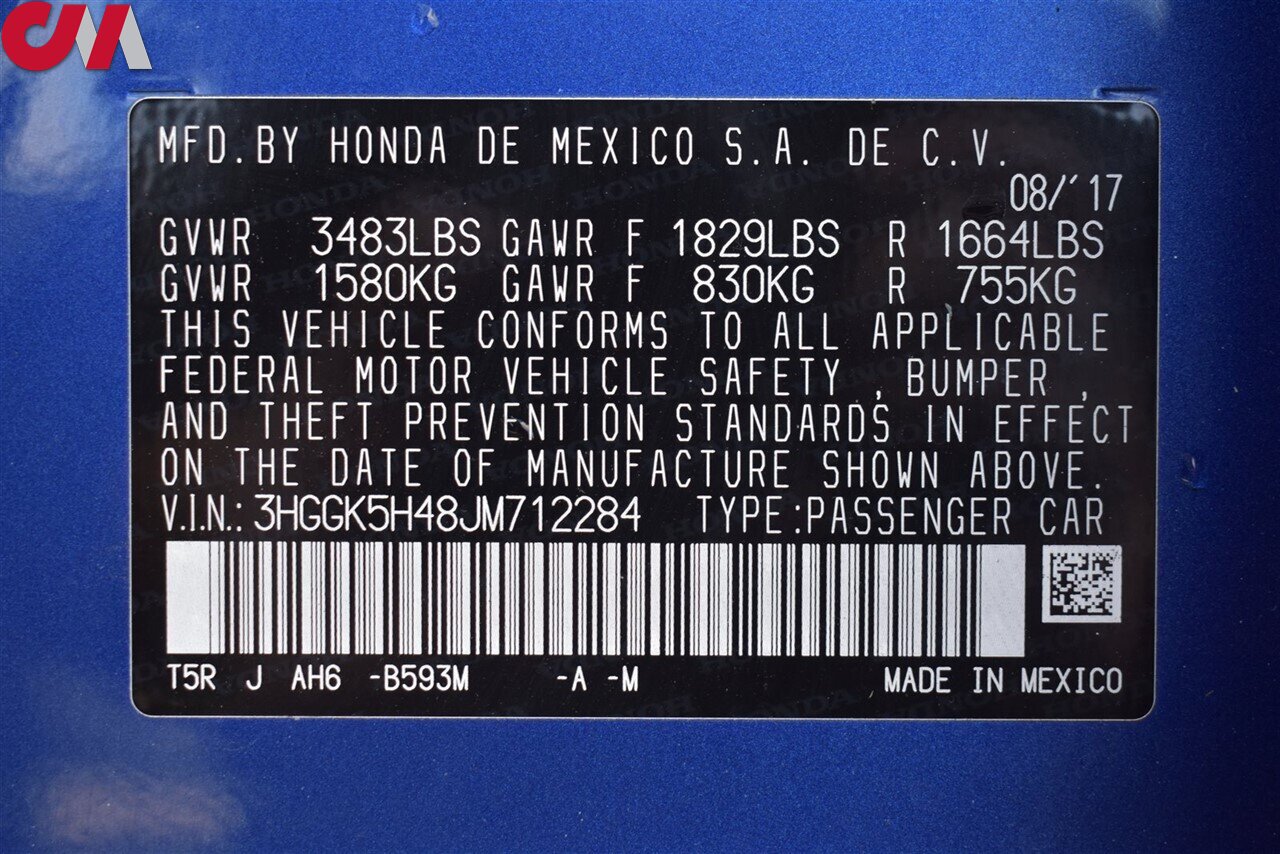 CM
MFD.BY HONDA DE MEXICO S.A. DE C.V.
08/'17
GVWR 3483LBS GAWR F 1829LBS R 1664LBS
GVWR 1580KG GAWR F 830KG R 755KG
THIS VEHICLE CONFORMS TO ALL APPLICABLE
FEDERAL MOTOR VEHICLE SAFETY , BUMPER ,
AND THEFT PREVENTION STANDARDS IN EFFECT
ON THE DATE OF MANUFACTURE SHOWN ABOVE.
V.I.N.: 3HGGK5H48JM712284 TYPE:PASSENGER CAR
T5R J AH6 -B593M -A -M MADE IN MEXICO